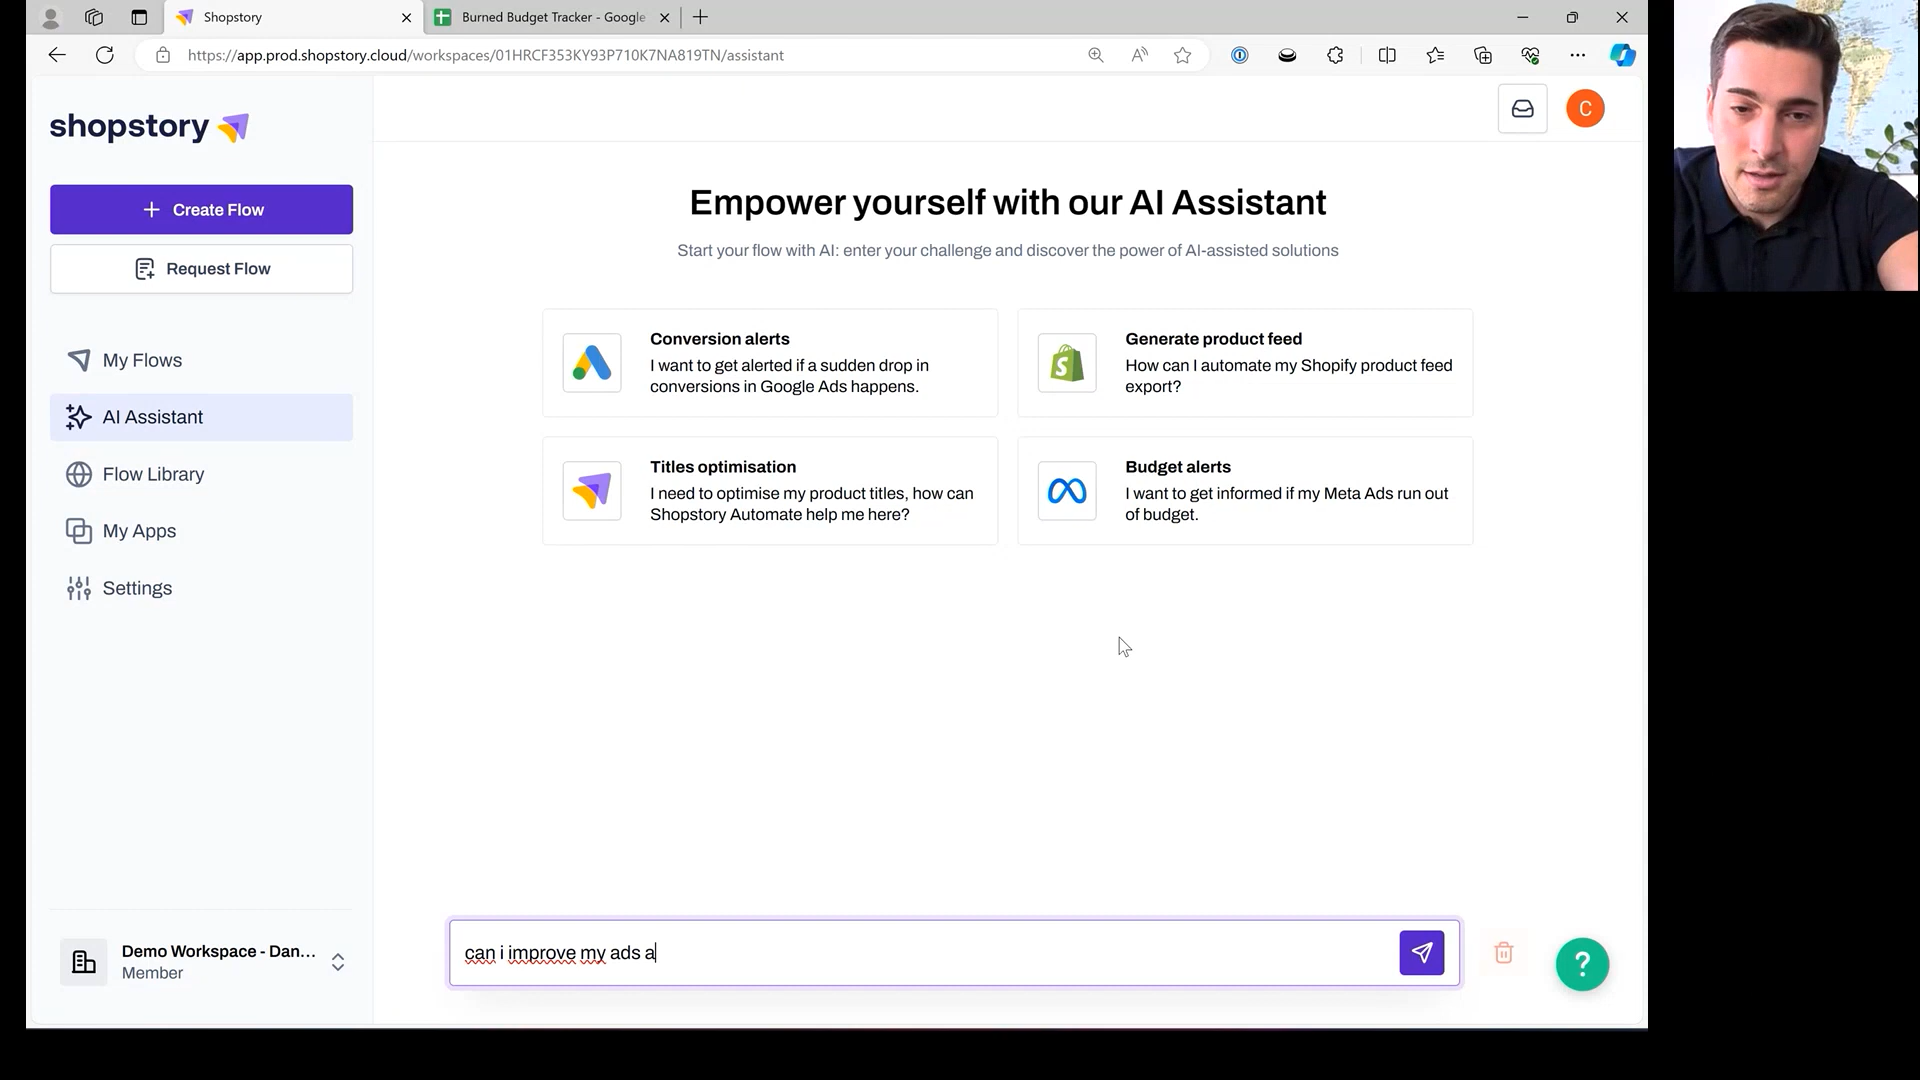 Shopstory
Burned Budget Tracker - Google
https://app.prod.shopstory.cloud/workspaces/01HRCF353KY93P710K7NA819TN/assistant
shopstory
C
Create Flow
Request Flow
My Flows
AI Assistant
Flow Library
My Apps
Settings
Empower yourself with our AI Assistant
Start your flow with AI: enter your challenge and discover the power of AI-assisted solutions
Conversion alerts
I want to get alerted if a sudden drop in
conversions in Google Ads happens.
Generate product feed
How can I automate my Shopify product feed
export?
Titles optimisation
I need to optimise my product titles, how can
Shopstory Automate help me here?
Budget alerts
I want to get informed if my Meta Ads run out
of budget.
Demo Workspace - Dan...
Member
can i improve my ads a
?